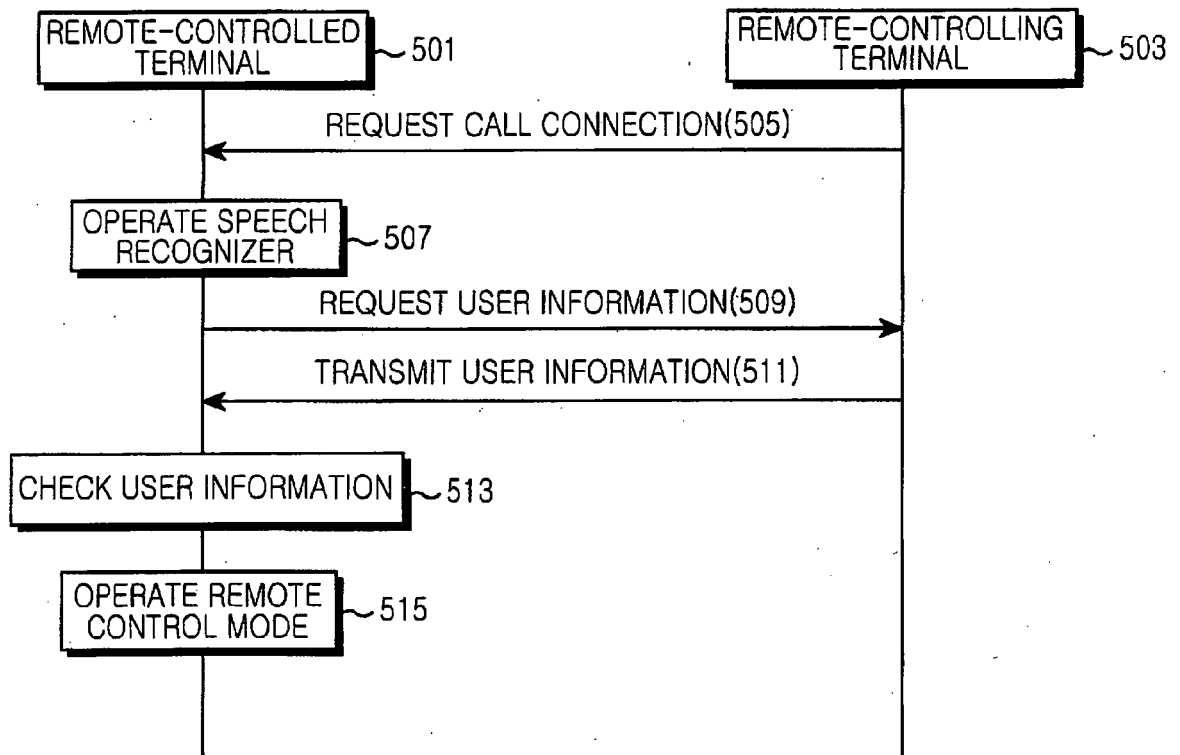 REMOTE-CONTROLLED
TERMINAL
501
REMOTE-CONTROLLING
TERMINAL
503
REQUEST CALL CONNECTION(505)
OPERATE SPEECH
RECOGNIZER
507
REQUEST USER INFORMATION(509)
TRANSMIT USER INFORMATION(511)
CHECK USER INFORMATION
513
OPERATE REMOTE
CONTROL MODE
515